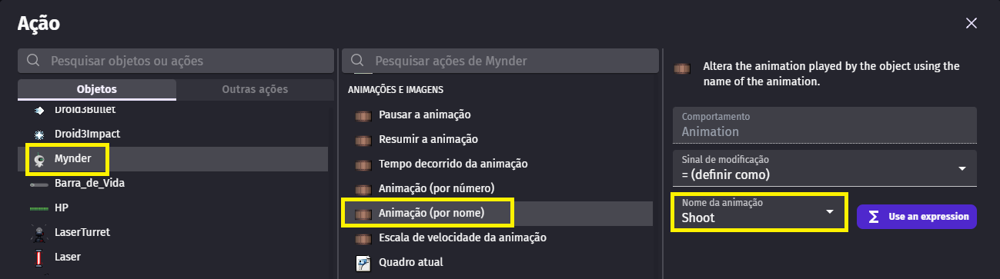 Ação
Pesquisar objetos ou ações
Objetos
Outras ações
Droid3Bullet
Droid3Impact
Mynder
Barra_de_Vida
HP
LaserTurret
Laser
Pesquisar ações de Mynder
ANIMAÇÕES E IMAGENS
Pausar a animação
Resumir a animação
Tempo decorrido da animação
Animação (por número)
Animação (por nome)
Escala de velocidade da animação
Quadro atual
Altera the animation played by the object using the
name of the animation.
Comportamento
Animation
Sinal de modificação
= (definir como)
Nome da animação
Shoot
Use an expression